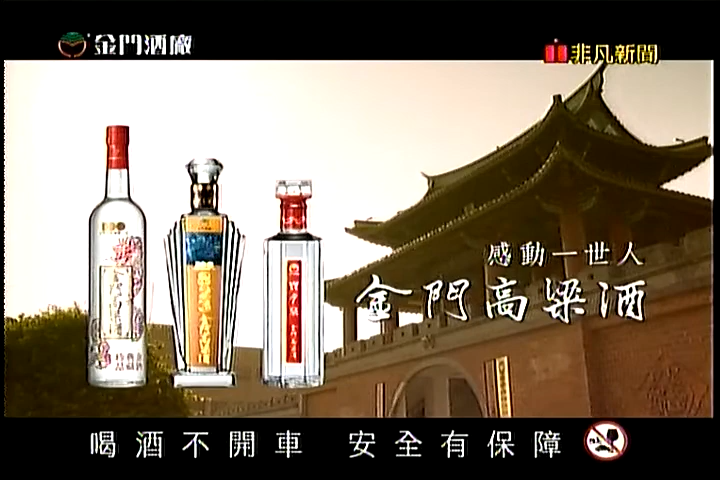 金門酒廠
非凡新聞
感動一世人
金門高粱酒
喝酒不開車 安全有保障